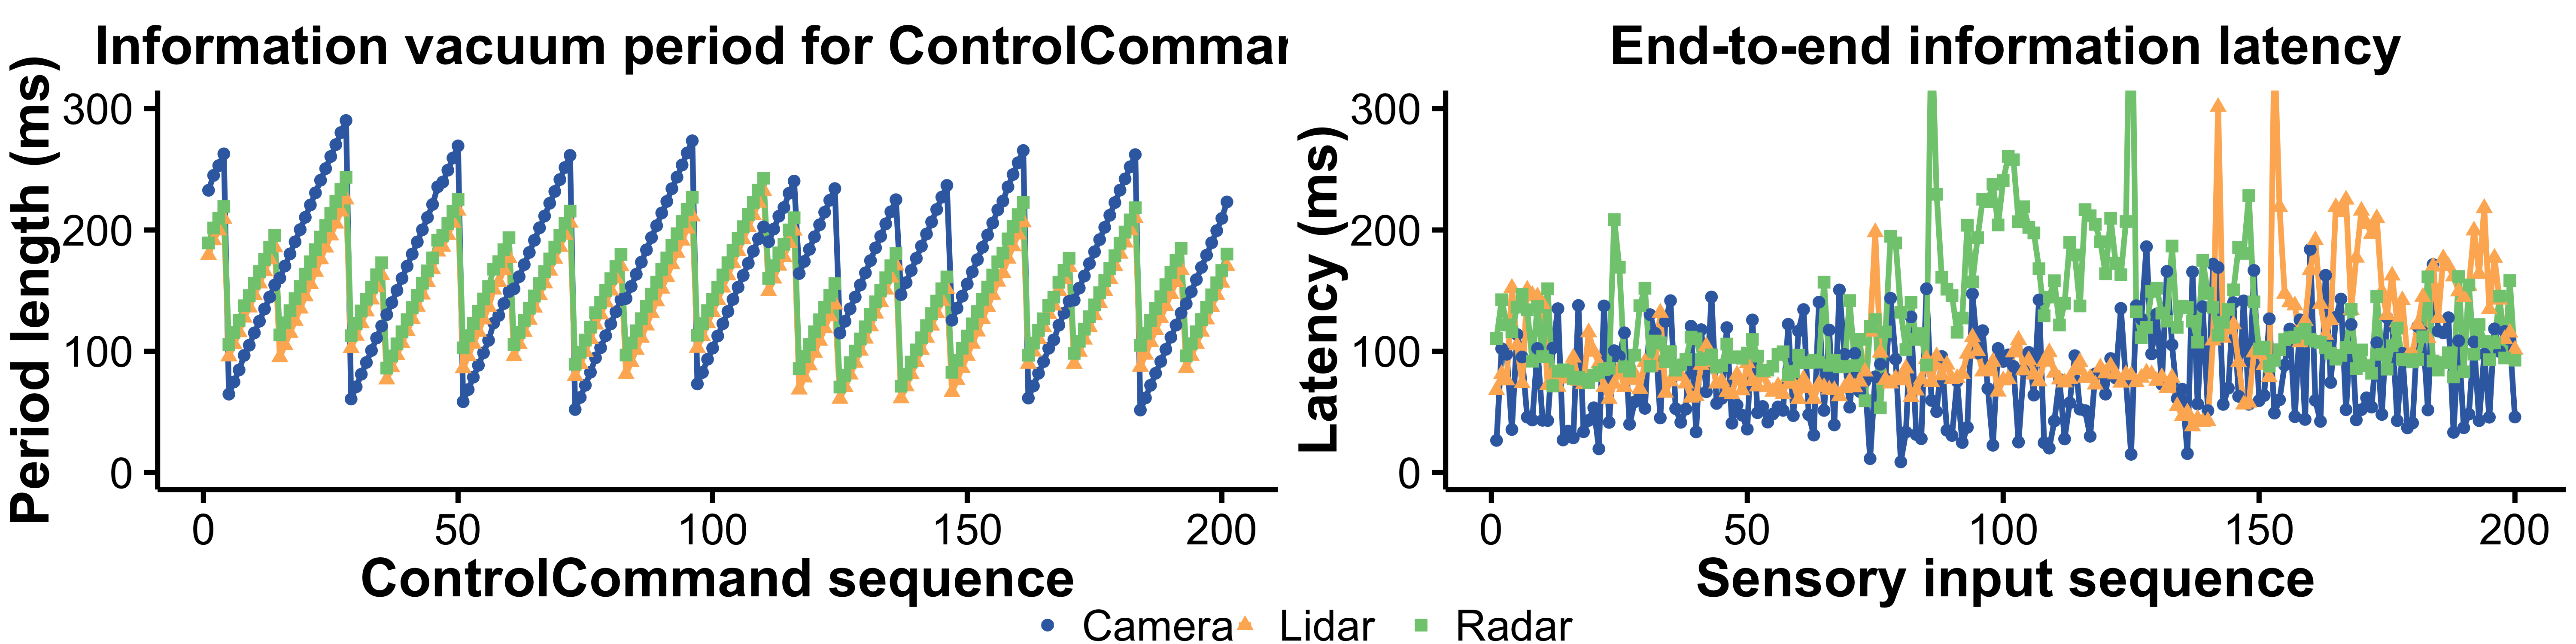 Information vacuum period for ControlComman
Period length (ms)
300
200
100
0
0 50 100 150 200
ControlCommand sequence
End-to-end information latency
Latency (ms)
300
200
100
0
0 50 100 150 200
Sensory input sequence
Camera Lidar Radar